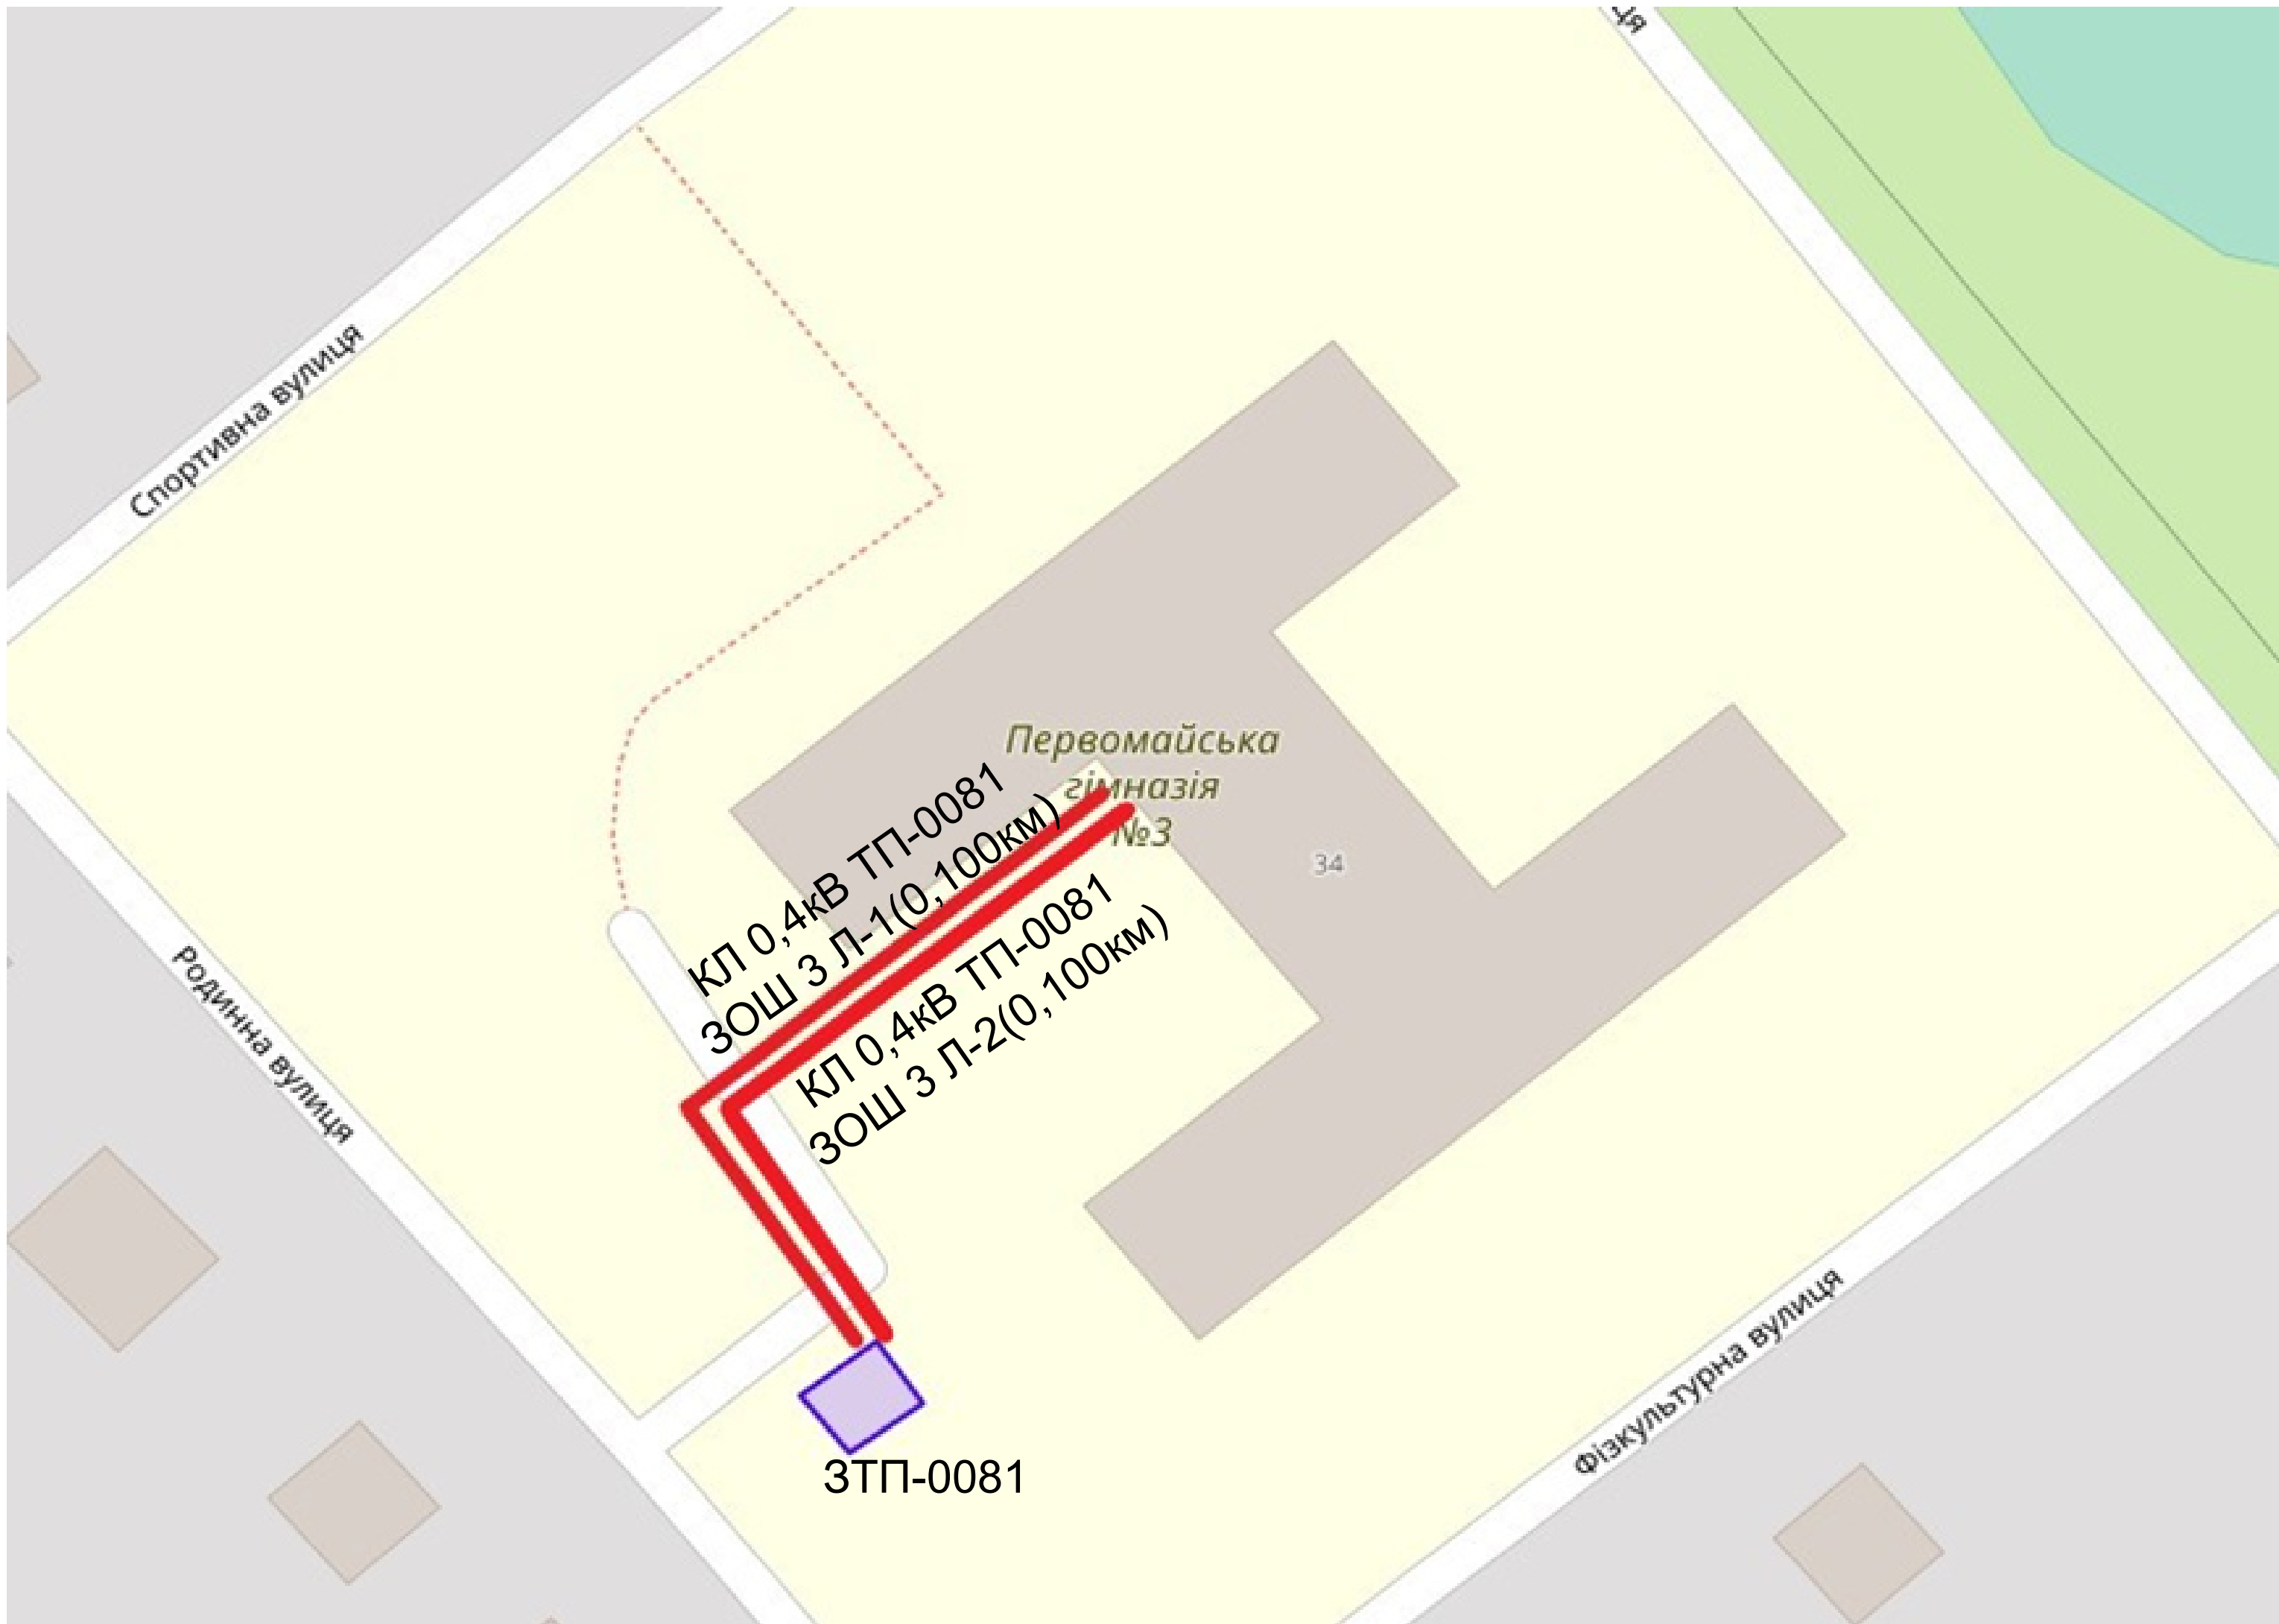 Спортивна вулиця
Первомайська
гімназія
№3
34
КЛ 0,4кВ ТП-0081
ЗОШ 3 Л-1(0,100км)
КЛ 0,4кВ ТП-0081
ЗОШ 3 Л-2(0,100км)
Родинна вулиця
Фізкультурна вулиця
ЗТП-0081